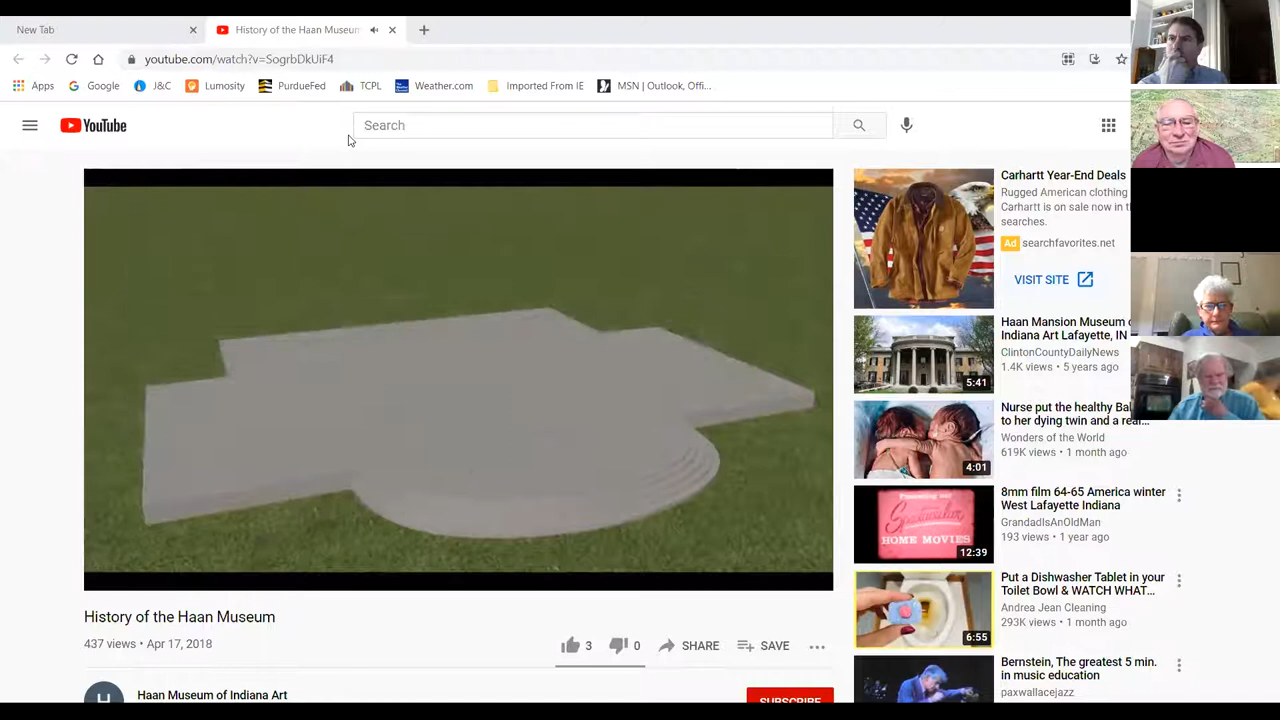 New Tab
History of the Haan Museum
youtube.com/watch?v=SogrbDkUiF4
Apps Google J&C Lumosity PurdueFed TCPL Weather.com Imported From IE MSN | Outlook, Offi...
YouTube
Search
Carhartt Year-End Deals
Rugged American clothing
Carhartt is on sale now in
searches.
Ad searchfavorites.net
VISIT SITE
Haan Mansion Museum
Indiana Art Lafayette, IN
ClintonCountyDailyNews
1.4K views • 5 years ago
5:41
Nurse put the healthy
to her dying twin and a
Wonders of the World
619K views • 1 month ago
4:01
8mm film 64-65 America winter
West Lafayette Indiana
GrandadIsAnOldMan
193 views • 1 year ago
Spectacular
HOME MOVIES
12:39
Put a Dishwasher Tablet in your
Toilet Bowl & WATCH WHAT...
Andrea Jean Cleaning
293K views • 1 month ago
6:55
Bernstein, The greatest 5 min.
in music education
paxwallacejazz
History of the Haan Museum
437 views • Apr 17, 2018
3 0 SHARE SAVE
H
Haan Museum of Indiana Art
SUBSCRIBE